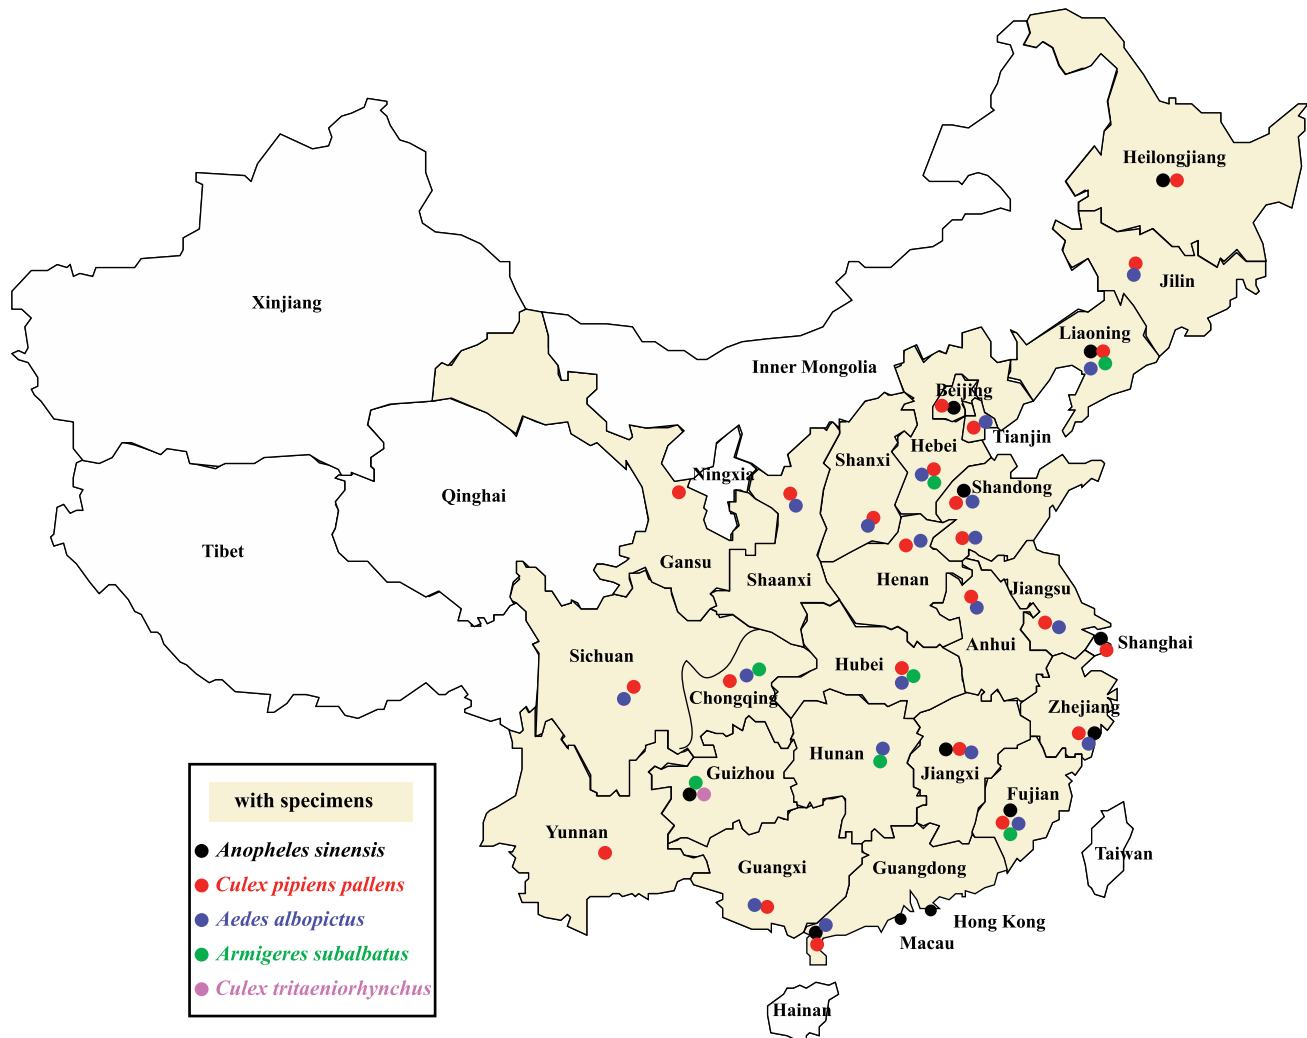 Heilongjiang
Jilin
Xinjiang
Liaoning
Inner Mongolia
Beijing
Tianjin
Hebei
Shanxi
Ningxia
Shandong
Qinghai
Tibet
Gansu
Shaanxi
Henan
Jiangsu
Anhui
Shanghai
Sichuan
Hubei
Chongqing
Zhejiang
Hunan
Jiangxi
Guizhou
Fujian
Yunnan
Taiwan
Guangxi
Guangdong
Hong Kong
Macau
Hainan
with specimens
Anopheles sinensis
Culex pipiens pallens
Aedes albopictus
Armigeres subalbatus
Culex tritaeniorhynchus